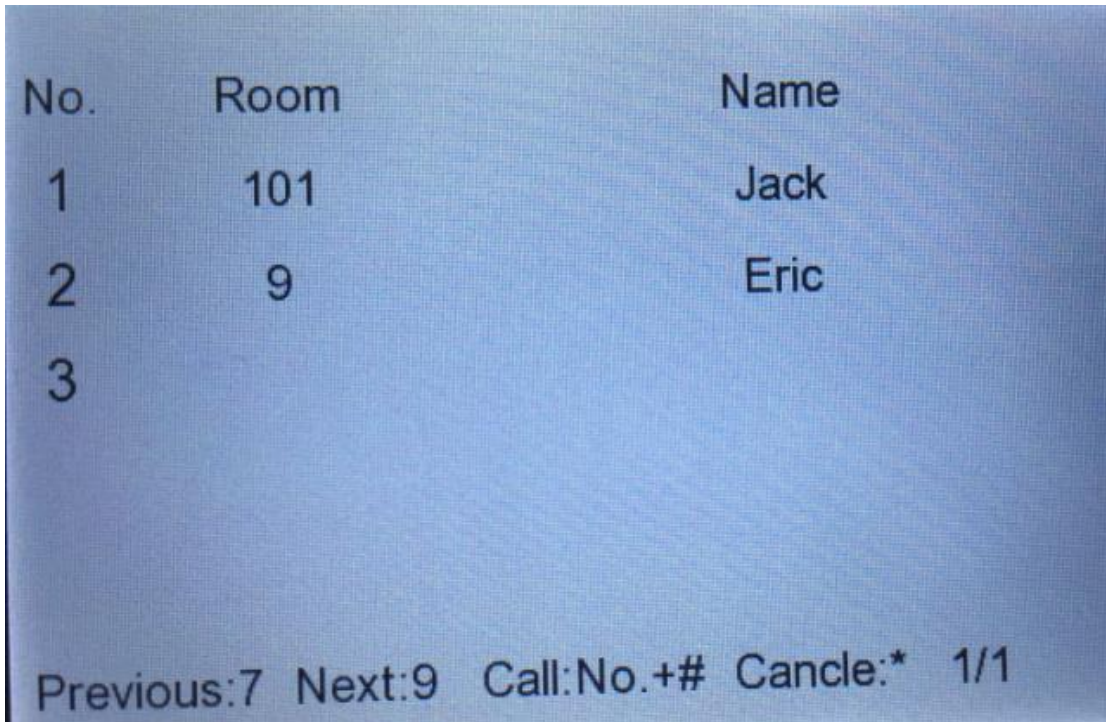 No. Room Name
1 101 Jack
2 9 Eric
3
Previous:7 Next:9 Call:No.+# Cancle:* 1/1